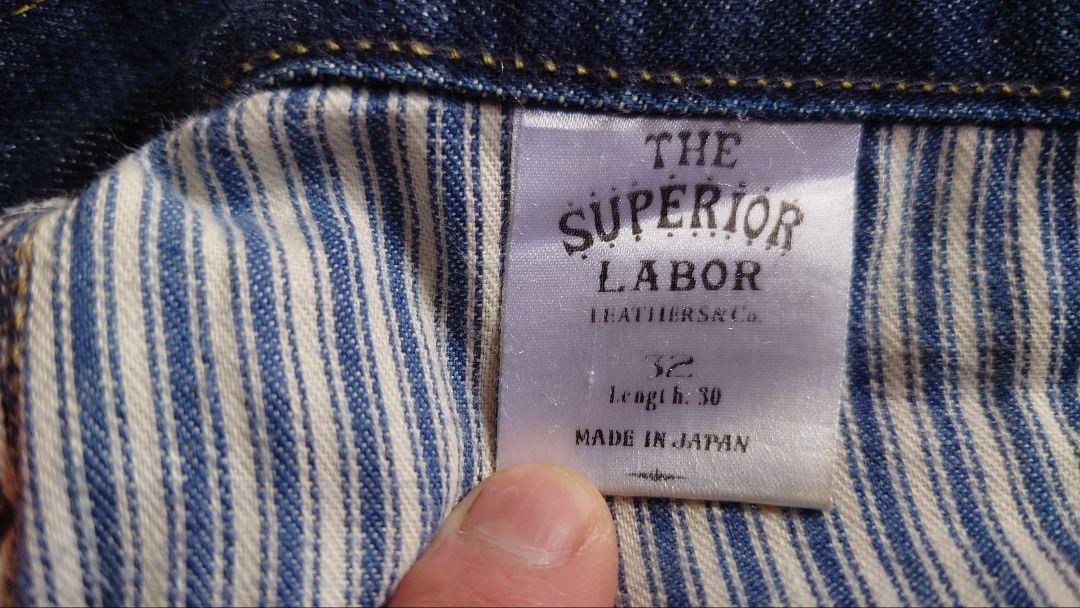 THE
SUPERIOR
LABOR
LEATHERS & Co.
32
Length. 30
MADE IN JAPAN